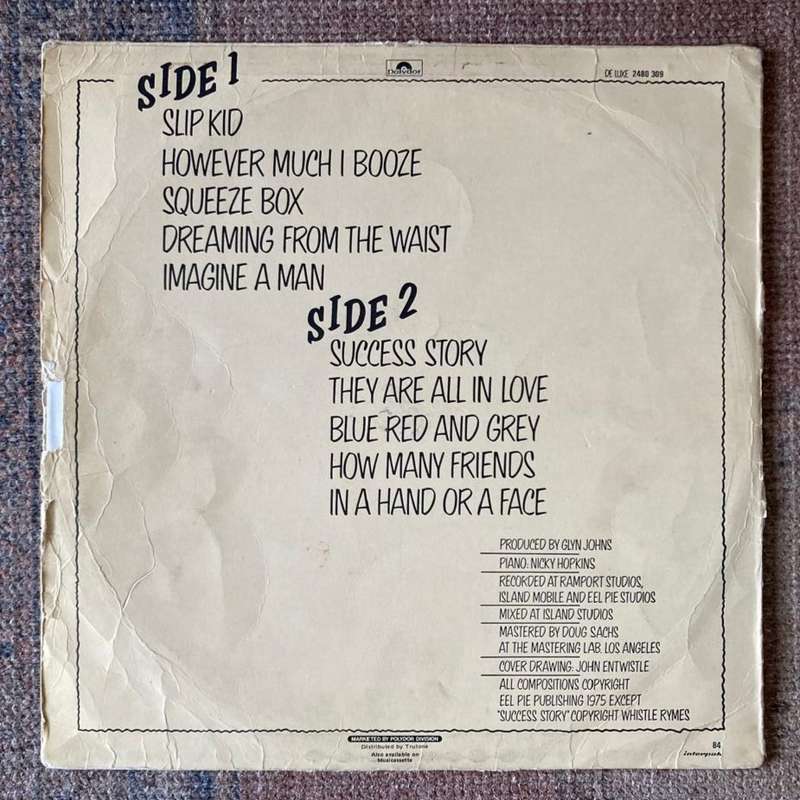 Polydor
DE LUXE 2480 309
SIDE 1
SLIP KID
HOWEVER MUCH I BOOZE
SQUEEZE BOX
DREAMING FROM THE WAIST
IMAGINE A MAN
SIDE 2
SUCCESS STORY
THEY ARE ALL IN LOVE
BLUE RED AND GREY
HOW MANY FRIENDS
IN A HAND OR A FACE
PRODUCED BY GLYN JOHNS
PIANO: NICKY HOPKINS
RECORDED AT RAMPORT STUDIOS,
ISLAND MOBILE AND EEL PIE STUDIOS
MIXED AT ISLAND STUDIOS
MASTERED BY DOUG SACHS
AT THE MASTERING LAB. LOS ANGELES
COVER DRAWING: JOHN ENTWISTLE
ALL COMPOSITIONS COPYRIGHT
EEL PIE PUBLISHING 1975 EXCEPT
"SUCCESS STORY" COPYRIGHT WHISTLE RYMES
MARKETED BY POLYDOR DIVISION
Distributed by Trutone
Also available on
Musicassette
84
interpak